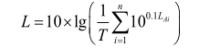 L = 10 × lg( 1/T ∑_{i=1}^{n} 10^{0.1L_{Ai}} )